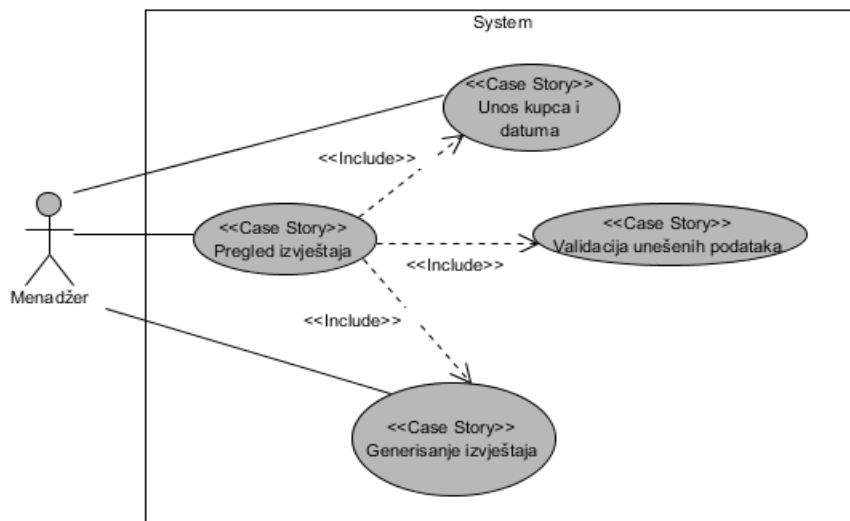 System
<<Case Story>>
Unos kupca i
datuma
<<Include>>
<<Case Story>>
Pregled izvještaja
<<Case Story>>
Validacija unešenih podataka
<<Include>>
Menadžer
<<Include>>
<<Case Story>>
Generisanje izvještaja